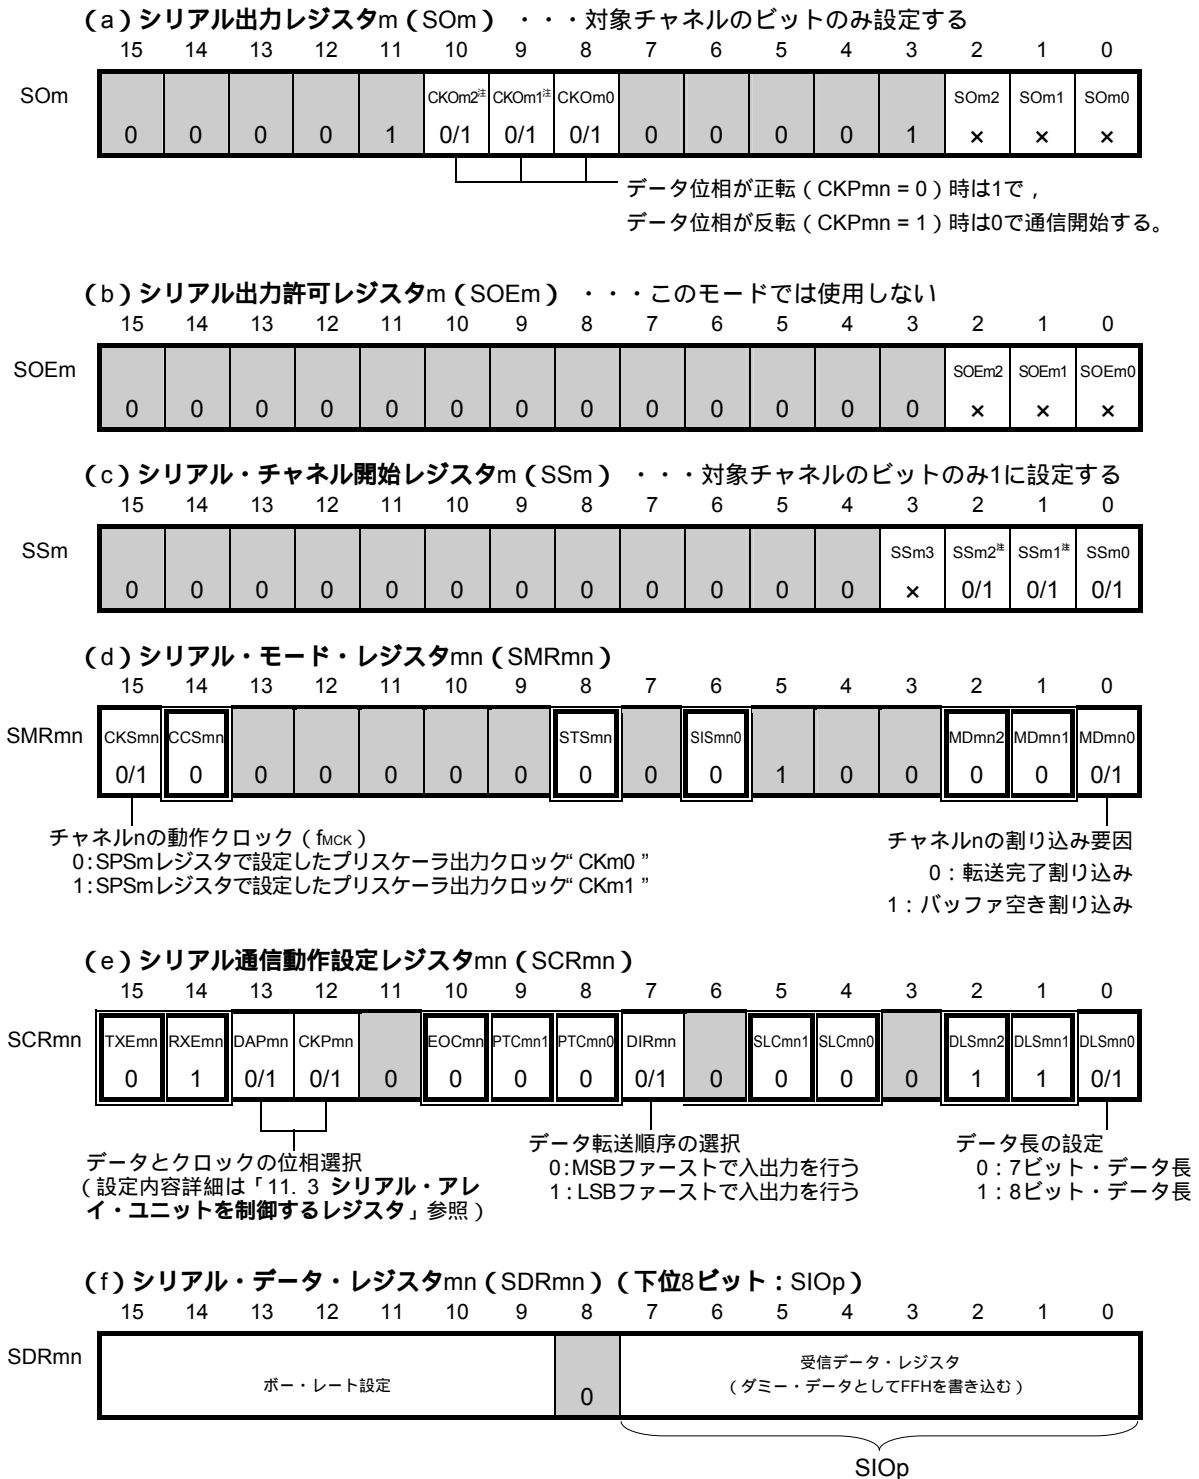 (a)シリアル出力レジスタm(SOm) ・・・対象チャネルのビットのみ設定する
15 14 13 12 11 10 9 8 7 6 5 4 3 2 1 0
SOm
CKOm2注 CKOm1注 CKOm0 SOm2 SOm1 SOm0
0 0 0 0 1 0/1 0/1 0/1 0 0 0 0 1 × × ×
データ位相が正転(CKPmn = 0)時は1で,
データ位相が反転(CKPmn = 1)時は0で通信開始する。
(b)シリアル出力許可レジスタm(SOEm) ・・・このモードでは使用しない
15 14 13 12 11 10 9 8 7 6 5 4 3 2 1 0
SOEm
SOEm2 SOEm1 SOEm0
0 0 0 0 0 0 0 0 0 0 0 0 0 × × ×
(c)シリアル・チャネル開始レジスタm(SSm) ・・・対象チャネルのビットのみ1に設定する
15 14 13 12 11 10 9 8 7 6 5 4 3 2 1 0
SSm
SSm3 SSm2注 SSm1注 SSm0
0 0 0 0 0 0 0 0 0 0 0 0 × 0/1 0/1 0/1
(d)シリアル・モード・レジスタmn(SMRmn)
15 14 13 12 11 10 9 8 7 6 5 4 3 2 1 0
SMRmn
CKSmn CCSmn STSmn SISmn0 MDmn2 MDmn1 MDmn0
0/1 0 0 0 0 0 0 0 0 0 1 0 0 0 0 0/1
チャネルnの動作クロック(fMCK)
0:SPSmレジスタで設定したプリスケーラ出力クロック“CKm0”
1:SPSmレジスタで設定したプリスケーラ出力クロック“CKm1”
チャネルnの割り込み要因
0:転送完了割り込み
1:バッファ空き割り込み
(e)シリアル通信動作設定レジスタmn(SCRmn)
15 14 13 12 11 10 9 8 7 6 5 4 3 2 1 0
SCRmn
TXEmn RXEmn DAPmn CKPmn EOCmn PTCmn1 PTCmn0 DIRmn SLCmn1 SLCmn0 DLSmn2 DLSmn1 DLSmn0
0 1 0/1 0/1 0 0 0 0 0/1 0 0 0 0 1 1 0/1
データとクロックの位相選択
(設定内容詳細は「11. 3 シリアル・アレ
イ・ユニットを制御するレジスタ」参照)
データ転送順序の選択
0:MSBファーストで入出力を行う
1:LSBファーストで入出力を行う
データ長の設定
0:7ビット・データ長
1:8ビット・データ長
(f)シリアル・データ・レジスタmn(SDRmn)(下位8ビット:SIOp)
15 14 13 12 11 10 9 8 7 6 5 4 3 2 1 0
SDRmn
ボー・レート設定
0
受信データ・レジスタ
(ダミー・データとしてFFHを書き込む)
SIOp